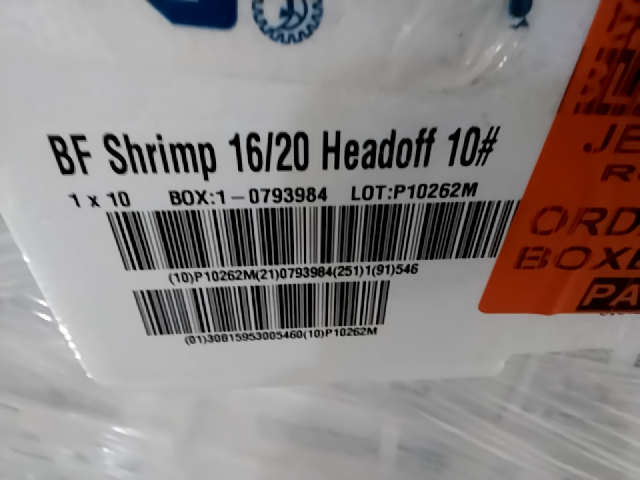 BF Shrimp 16/20 Headoff 10#
1 x 10 BOX:1-0793984 LOT:P10262M
(10)P10262M(21)0793984(251)1(91)546
(01)30815953005460(10)P10262M